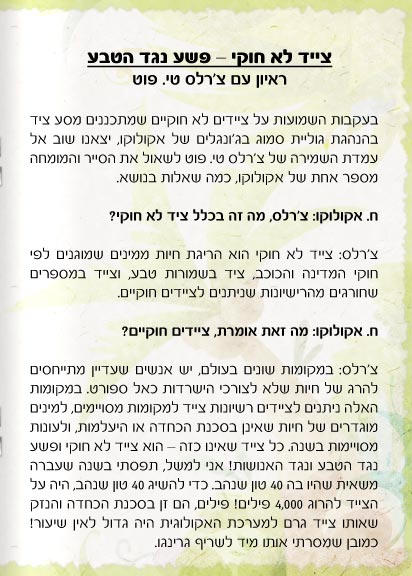 צייד לא חוקי – פשע נגד הטבע
ראיון עם צ'רלס טי. פוט
בעקבות השמועות על ציידים לא חוקיים שמתכננים מסע ציד
בהנהגת גוליית סמוג בג'ונגלים של אקולוקו, יצאנו שוב אל
עמדת השמירה של צ'רלס טי. פוט לשאול את הסייר והמומחה
מספר אחת של אקולוקו, כמה שאלות בנושא.
ח. אקולוקו: צ'רלס, מה זה בכלל ציד לא חוקי?
צ'רלס: צייד לא חוקי הוא הריגת חיות ממינים שמוגנים לפי
חוקי המדינה והכוכב, ציד בשמורות טבע, וצייד במספרים
שחורגים מהרישיונות שניתנים לציידים חוקיים.
ח. אקולוקו: מה זאת אומרת, ציידים חוקיים?
צ'רלס: במקומות שונים בעולם, יש אנשים שעדיין מתייחסים
להרג של חיות שלא לצורכי הישרדות כאל ספורט. במקומות
האלה ניתנים לציידים רשיונות צייד למקומות מסויימים, למינים
מוגדרים של חיות שאינן בסכנת הכחדה או היעלמות, ולעונות
מסויימות בשנה. כל צייד שאינו כזה – הוא צייד לא חוקי ופשע
נגד הטבע ונגד האנושות! אני למשל, תפסתי בשנה שעברה
משאית שהיו בה 40 טון שנהב. כדי להשיג 40 טון שנהב, היה על
הצייד להרוג 4,000 פילים! פילים, הם זן בסכנת הכחדה והנזק
שאותו צייד גרם למערכת האקולוגית היה גדול לאין שיעור!
כמובן שמסרתי אותו מיד לשריף גרינגו.